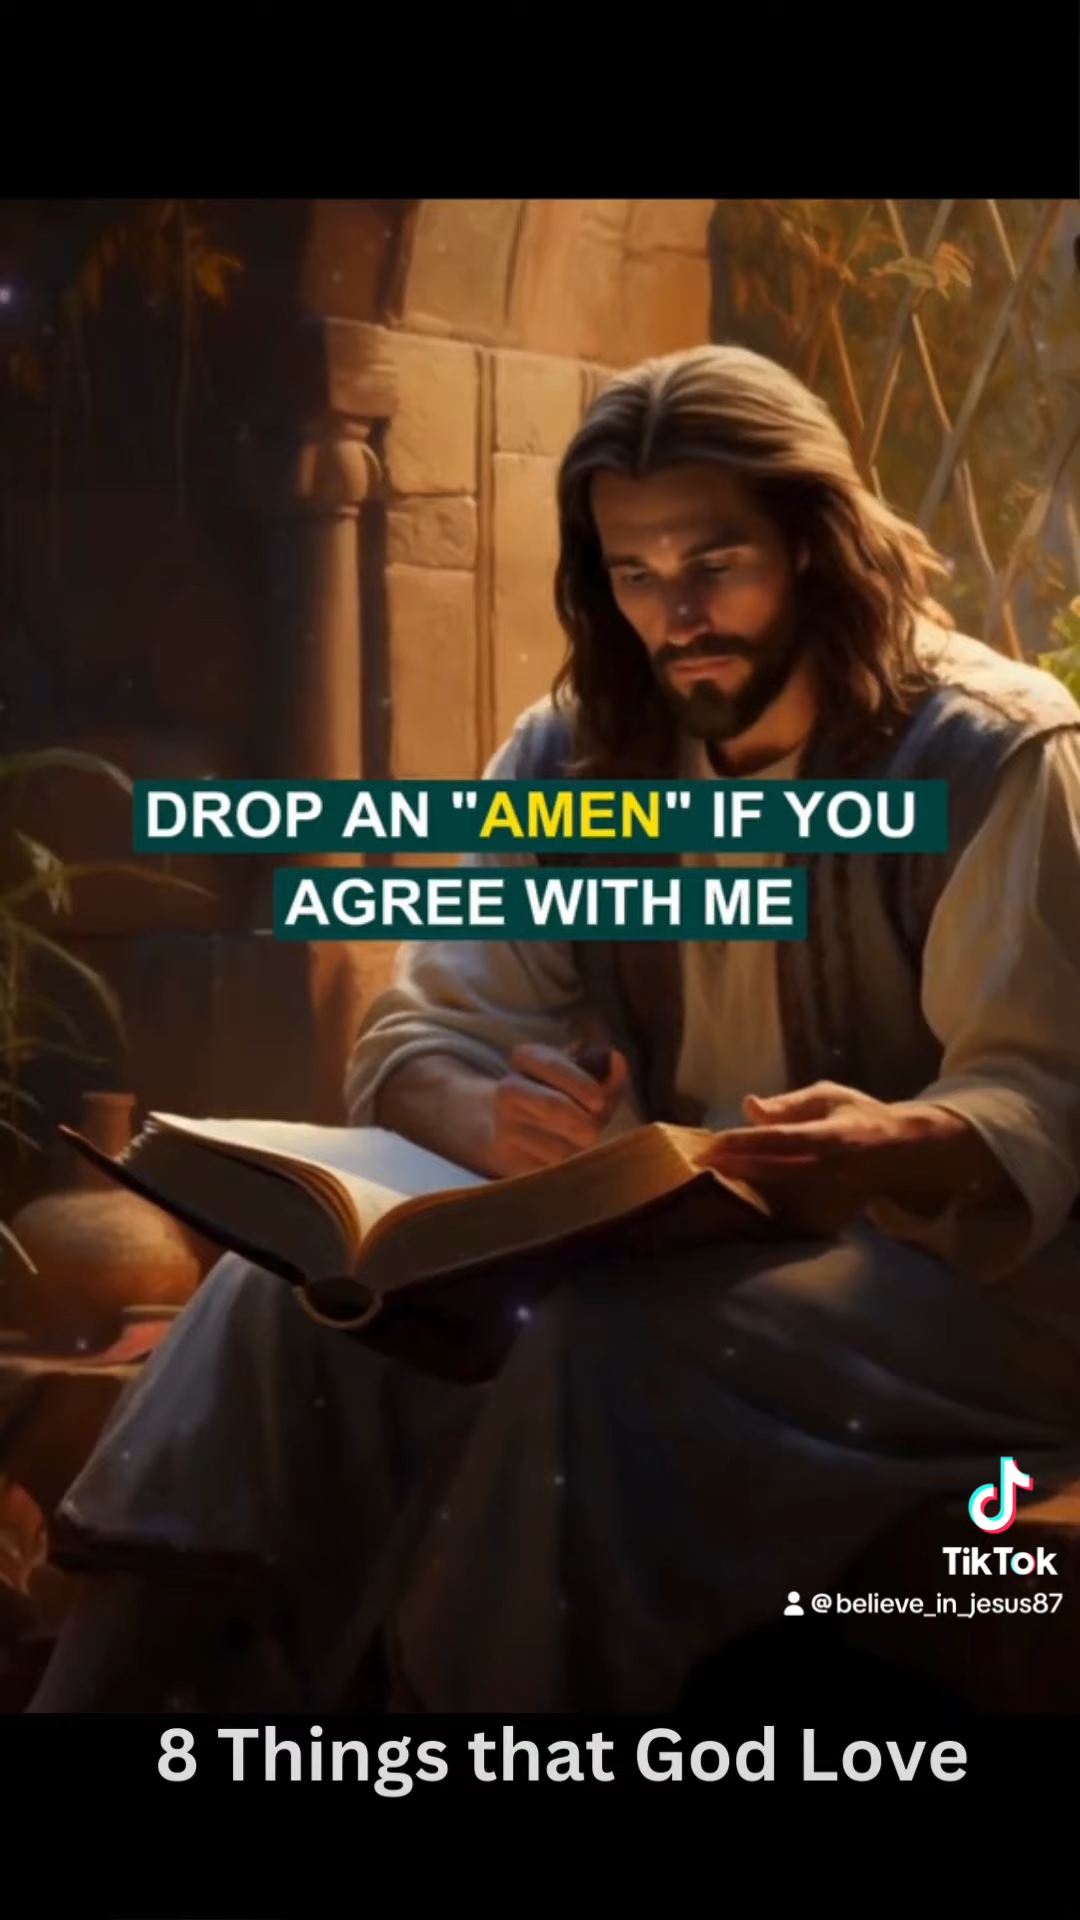 DROP AN "AMEN" IF YOU
AGREE WITH ME
TikTok
@believe_in_jesus87
8 Things that God Love